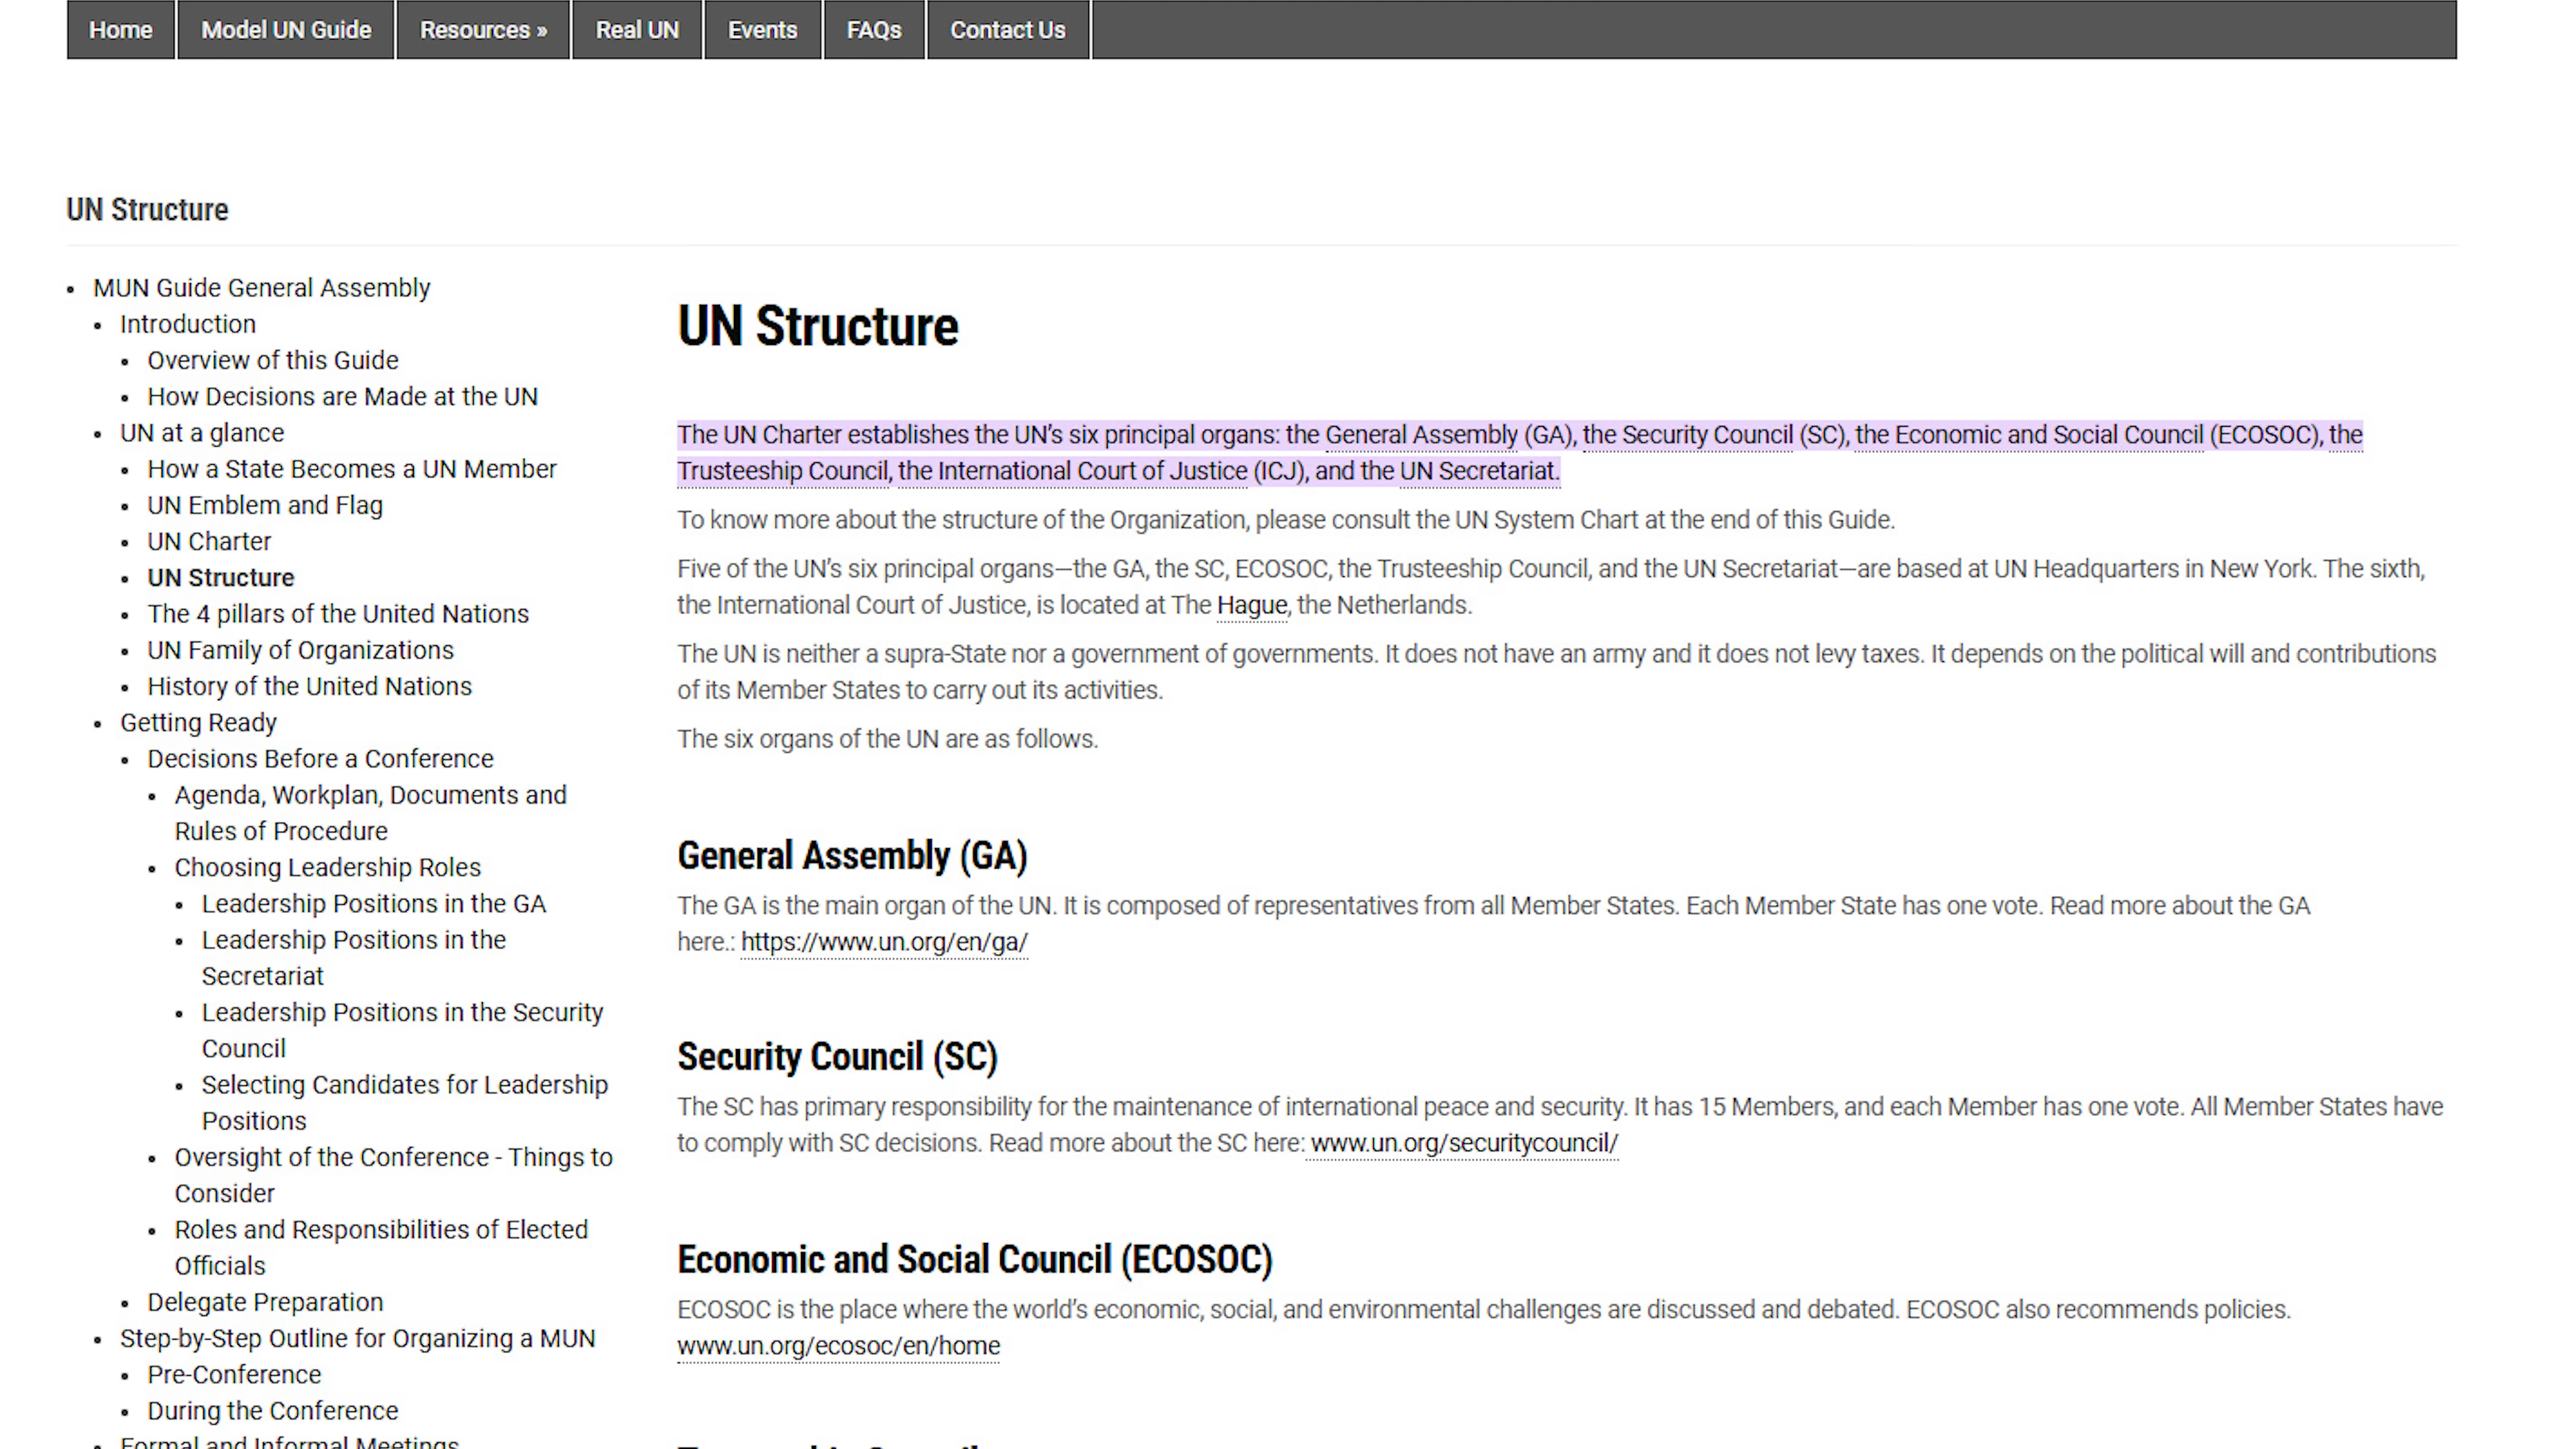 Home Model UN Guide Resources » Real UN Events FAQs Contact Us
UN Structure
MUN Guide General Assembly
Introduction
Overview of this Guide
How Decisions are Made at the UN
UN at a glance
How a State Becomes a UN Member
UN Emblem and Flag
UN Charter
UN Structure
The 4 pillars of the United Nations
UN Family of Organizations
History of the United Nations
Getting Ready
Decisions Before a Conference
Agenda, Workplan, Documents and
Rules of Procedure
Choosing Leadership Roles
Leadership Positions in the GA
Leadership Positions in the
Secretariat
Leadership Positions in the Security
Council
Selecting Candidates for Leadership
Positions
Oversight of the Conference - Things to
Consider
Roles and Responsibilities of Elected
Officials
Delegate Preparation
Step-by-Step Outline for Organizing a MUN
Pre-Conference
During the Conference
Formal and Informal Meetings
UN Structure
The UN Charter establishes the UN’s six principal organs: the General Assembly (GA), the Security Council (SC), the Economic and Social Council (ECOSOC), the
Trusteeship Council, the International Court of Justice (ICJ), and the UN Secretariat.
To know more about the structure of the Organization, please consult the UN System Chart at the end of this Guide.
Five of the UN’s six principal organs—the GA, the SC, ECOSOC, the Trusteeship Council, and the UN Secretariat—are based at UN Headquarters in New York. The sixth,
the International Court of Justice, is located at The Hague, the Netherlands.
The UN is neither a supra-State nor a government of governments. It does not have an army and it does not levy taxes. It depends on the political will and contributions
of its Member States to carry out its activities.
The six organs of the UN are as follows.
General Assembly (GA)
The GA is the main organ of the UN. It is composed of representatives from all Member States. Each Member State has one vote. Read more about the GA
here.: https://www.un.org/en/ga/
Security Council (SC)
The SC has primary responsibility for the maintenance of international peace and security. It has 15 Members, and each Member has one vote. All Member States have
to comply with SC decisions. Read more about the SC here: www.un.org/securitycouncil/
Economic and Social Council (ECOSOC)
ECOSOC is the place where the world’s economic, social, and environmental challenges are discussed and debated. ECOSOC also recommends policies.
www.un.org/ecosoc/en/home